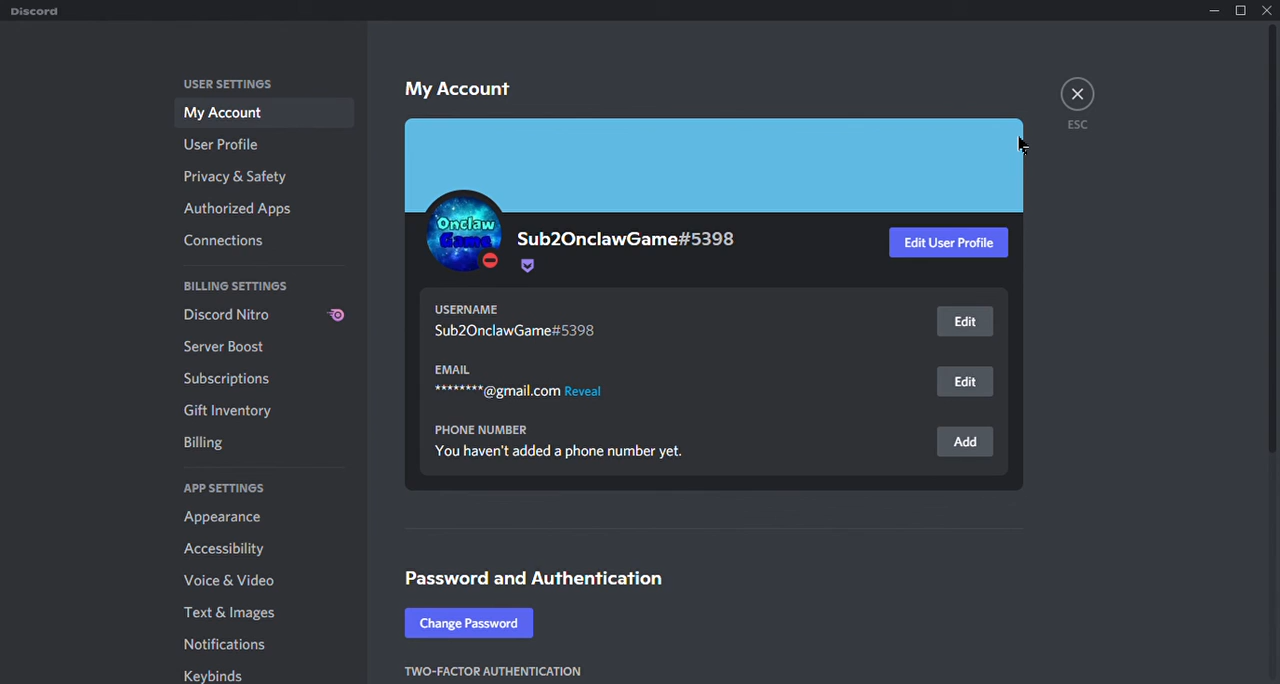 Discord
USER SETTINGS
My Account
User Profile
Privacy & Safety
Authorized Apps
Connections
BILLING SETTINGS
Discord Nitro
Server Boost
Subscriptions
Gift Inventory
Billing
APP SETTINGS
Appearance
Accessibility
Voice & Video
Text & Images
Notifications
Keybinds
My Account
ESC
Onclaw
Game
Sub2OnclawGame#5398
Edit User Profile
USERNAME
Sub2OnclawGame#5398
Edit
EMAIL
********@gmail.com Reveal
Edit
PHONE NUMBER
You haven't added a phone number yet.
Add
Password and Authentication
Change Password
TWO-FACTOR AUTHENTICATION